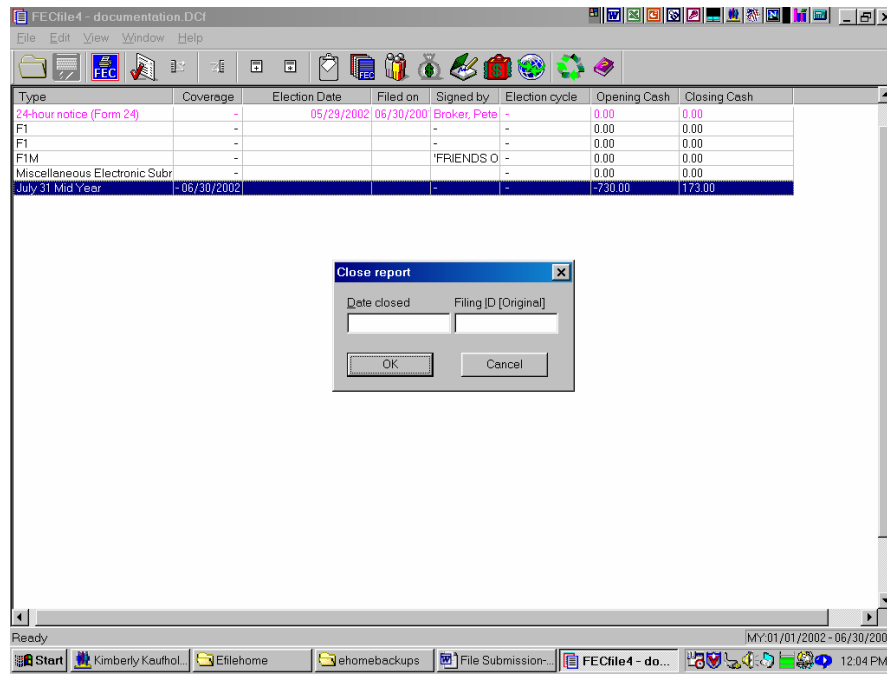 FECfile4 - documentation.DCf
File Edit View Window Help
FEC
FEC
Type Coverage Election Date Filed on Signed by Election cycle Opening Cash Closing Cash
24-hour notice (Form 24) - 05/29/2002 06/30/200 Broker, Pete - 0.00 0.00
F1 - - - 0.00 0.00
F1 - - - 0.00 0.00
F1M - 'FRIENDS O - 0.00 0.00
Miscellaneous Electronic Subr - - 0.00 0.00
July 31 Mid Year - 06/30/2002 - - -730.00 173.00
Close report
Date closed Filing ID [Original]
OK Cancel
Ready MY:01/01/2002 - 06/30/200
Start Kimberly Kaufhol... Efilehome ehomebackups File Submission-... FECfile4 - do... 12:04 PM